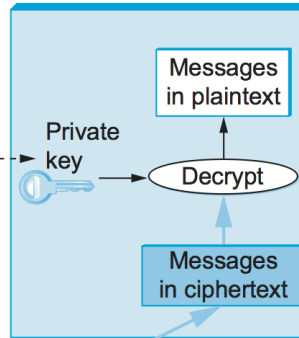 Messages
in plaintext
Private
key
Decrypt
Messages
in ciphertext